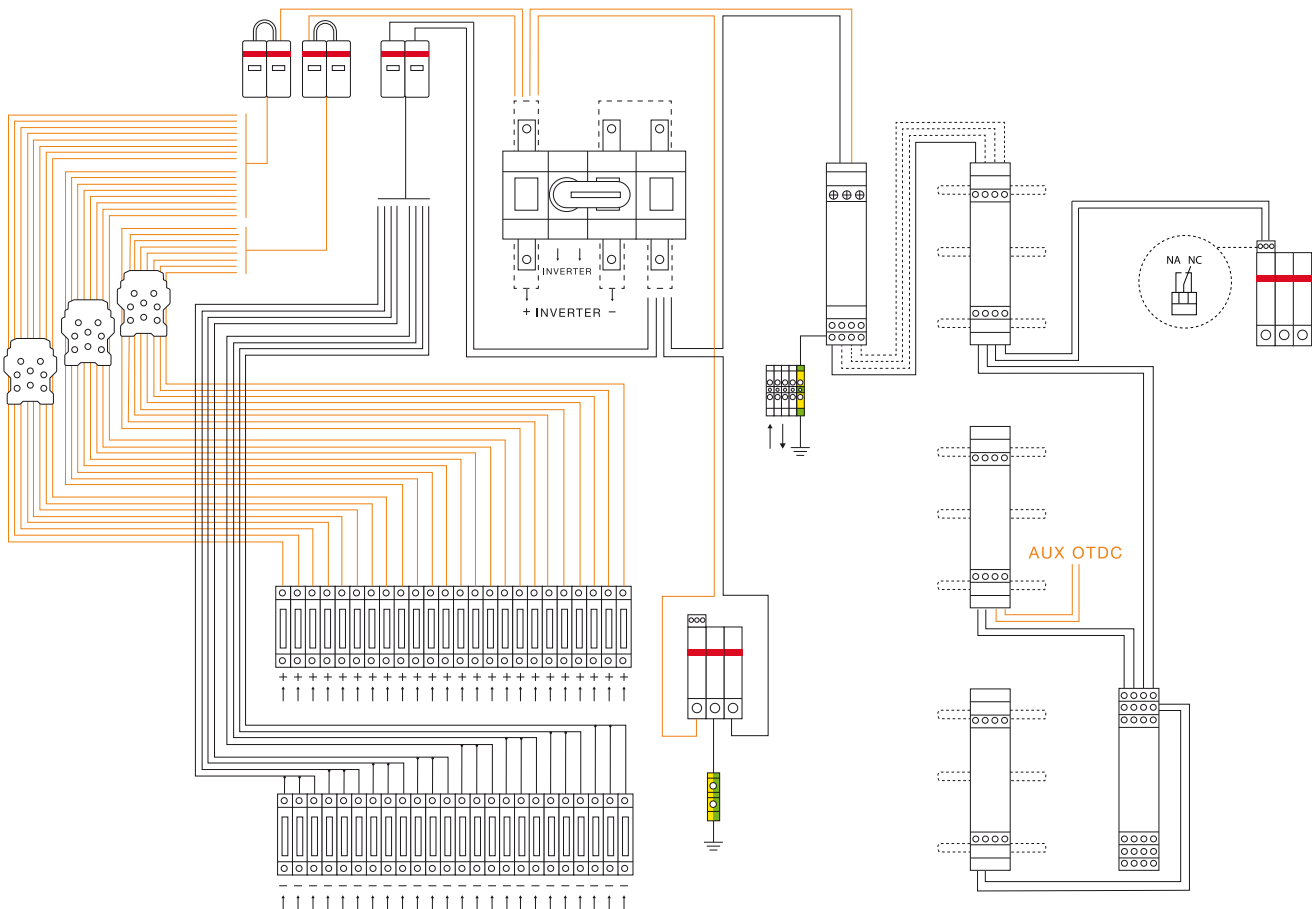 INVERTER
+ INVERTER −
NA NC
AUX OTDC
+ + + + + + + + + + + + + + + + + + + + + + + +
− − − − − − − − − − − − − − − − − − − − − − − −